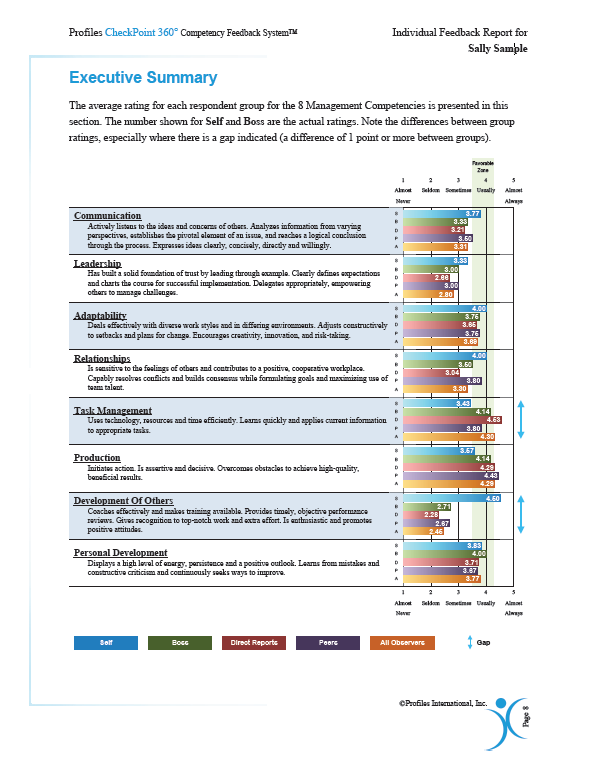 Profiles CheckPoint 360° Competency Feedback System™
Individual Feedback Report for
Sally Sample
Executive Summary
The average rating for each respondent group for the 8 Management Competencies is presented in this
section. The number shown for Self and Boss are the actual ratings. Note the differences between group
ratings, especially where there is a gap indicated (a difference of 1 point or more between groups).
Favorable
Zone
1 2 3 4 5
Almost Seldom Sometimes Usually Almost
Never Always
Communication
Actively listens to the ideas and concerns of others. Analyzes information from varying
perspectives, establishes the pivotal element of an issue, and reaches a logical conclusion
through the process. Expresses ideas clearly, concisely, directly and willingly.
S 3.77
B 3.33
D 3.21
P 3.50
A 3.31
Leadership
Has built a solid foundation of trust by leading through example. Clearly defines expectations
and charts the course for successful implementation. Delegates appropriately, empowering
others to manage challenges.
S 3.33
B 3.00
D 2.66
P 3.00
A 2.80
Adaptability
Deals effectively with diverse work styles and in differing environments. Adjusts constructively
to setbacks and plans for change. Encourages creativity, innovation, and risk-taking.
S 4.00
B 3.76
D 3.65
P 3.75
A 3.69
Relationships
Is sensitive to the feelings of others and contributes to a positive, cooperative workplace.
Capably resolves conflicts and builds consensus while formulating goals and maximizing use of
team talent.
S 4.00
B 3.50
D 3.04
P 3.80
A 3.30
Task Management
Uses technology, resources and time efficiently. Learns quickly and applies current information
to appropriate tasks.
S 3.43
B 4.14
D 4.53
P 3.80
A 4.30
Production
Initiates action. Is assertive and decisive. Overcomes obstacles to achieve high-quality,
beneficial results.
S 3.57
B 4.14
D 4.29
P 4.43
A 4.29
Development Of Others
Coaches effectively and makes training available. Provides timely, objective performance
reviews. Gives recognition to top-notch work and extra effort. Is enthusiastic and promotes
positive attitudes.
S 4.50
B 2.71
D 2.28
P 2.67
A 2.46
Personal Development
Displays a high level of energy, persistence and a positive outlook. Learns from mistakes and
constructive criticism and continuously seeks ways to improve.
S 3.83
B 4.00
D 3.71
P 3.67
A 3.77
1 2 3 4 5
Almost Seldom Sometimes Usually Almost
Never Always
Self Boss Direct Reports Peers All Observers Gap
©Profiles International, Inc.
Page 8